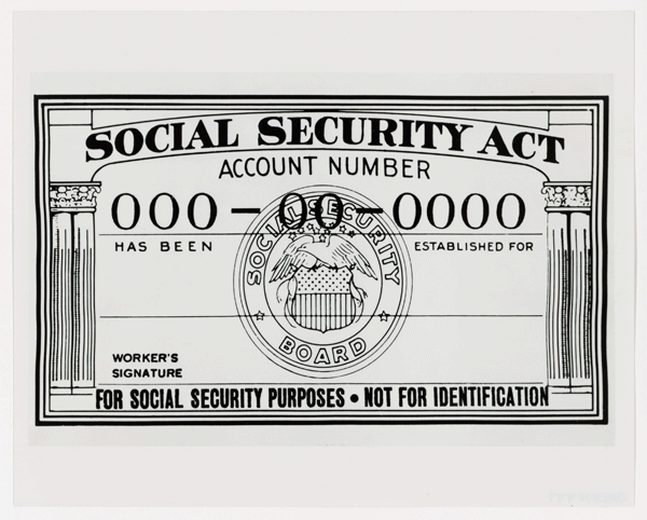 SOCIAL SECURITY ACT
ACCOUNT NUMBER
000-00-0000
HAS BEEN ESTABLISHED FOR
SOCIAL SECURITY
BOARD
WORKER'S
SIGNATURE
FOR SOCIAL SECURITY PURPOSES • NOT FOR IDENTIFICATION